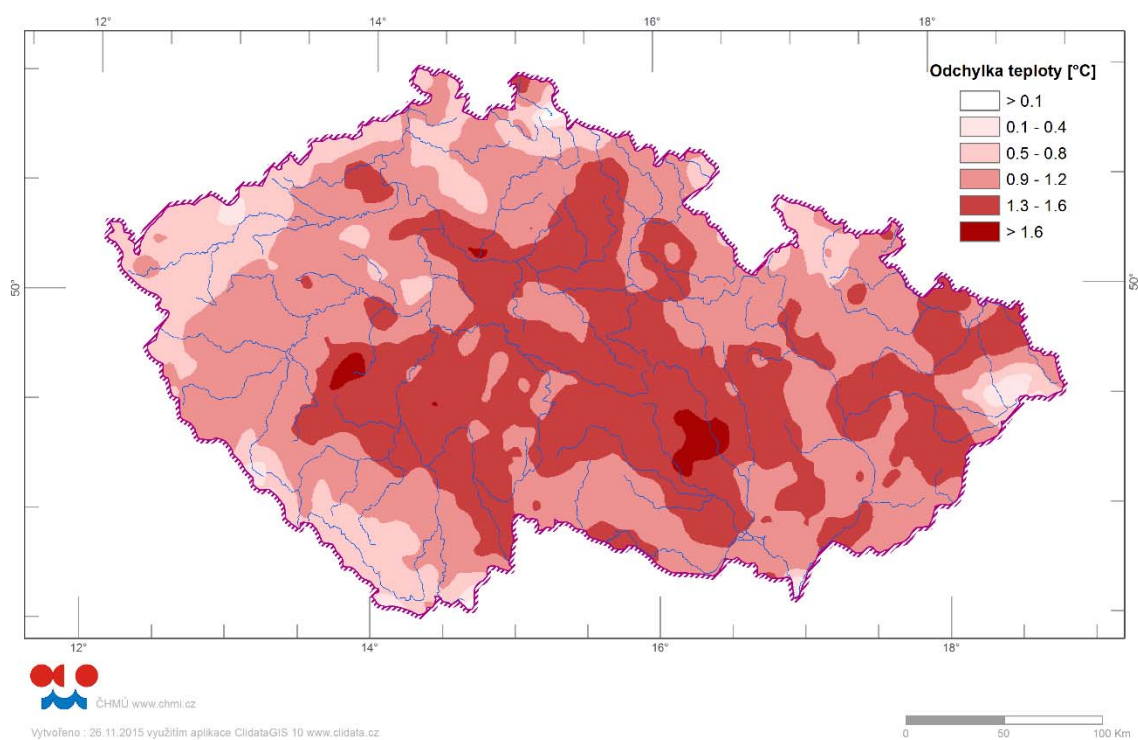 12° 14° 16° 18°
Odchylka teploty [°C]
> 0.1
0.1 - 0.4
0.5 - 0.8
0.9 - 1.2
1.3 - 1.6
> 1.6
50° 50°
12° 14° 16° 18°
ČHMÚ www.chmi.cz
Vytvořeno : 26.11.2015 využitím aplikace ClidataGIS 10 www.clidata.cz
0 50 100 Km